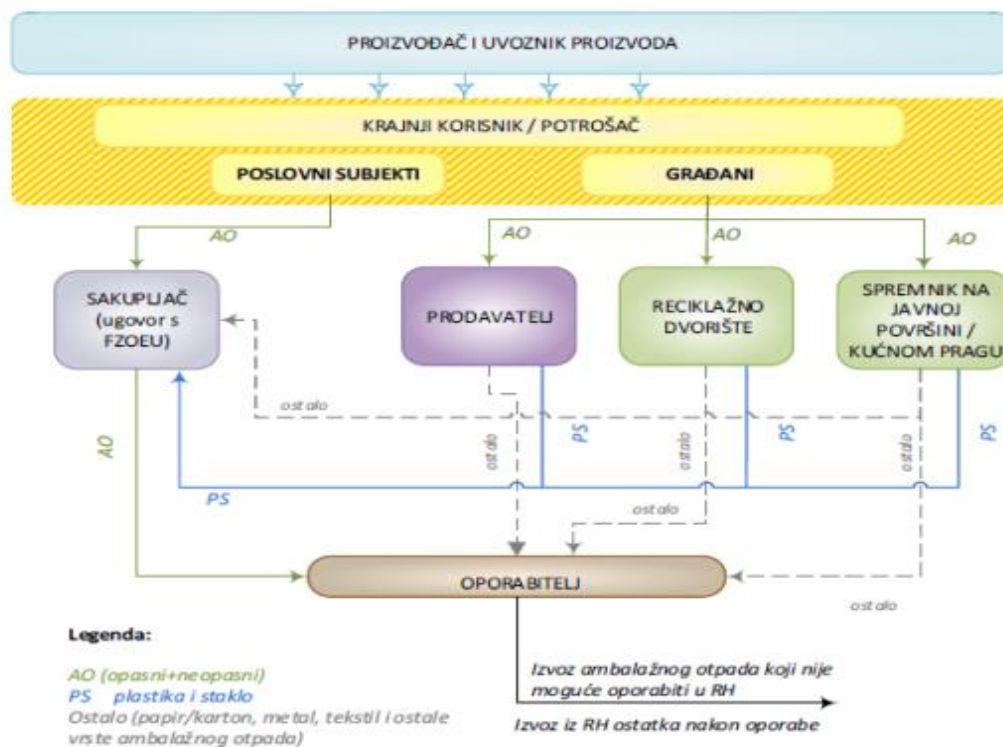 PROIZVOĐAČ I UVOZNIK PROIZVODA
KRAJNJI KORISNIK / POTROŠAČ
POSLOVNI SUBJEKTI
GRAĐANI
AO
AO
AO
AO
SAKUPLJAČ
(ugovor s
FZOEU)
PRODAVATELJ
RECIKLAŽNO
DVORIŠTE
SPREMNIK NA
JAVNOJ
POVRŠINI /
KUĆNOM PRAGU
ostalo
AO
ostalo
PS
ostalo
PS
ostalo
PS
PS
ostalo
OPORABITELJ
ostalo
Legenda:
AO (opasni+neopasni)
PS plastika i staklo
Ostalo (papir/karton, metal, tekstil i ostale
vrste ambalažnog otpada)
Izvoz ambalažnog otpada koji nije
moguće oporabiti u RH
Izvoz iz RH ostatka nakon oporabe